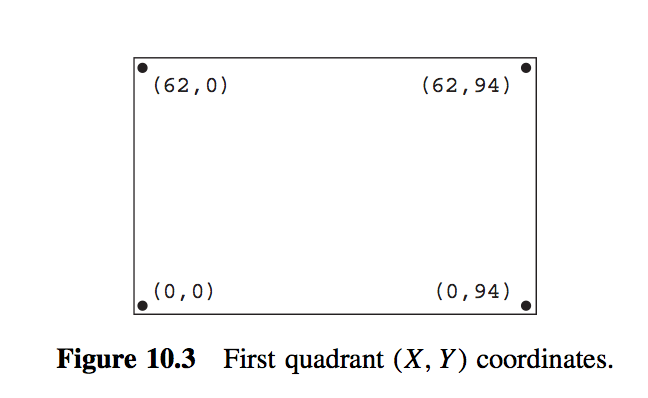 (62,0) (62,94)
(0,0) (0,94)
Figure 10.3 First quadrant (X, Y) coordinates.